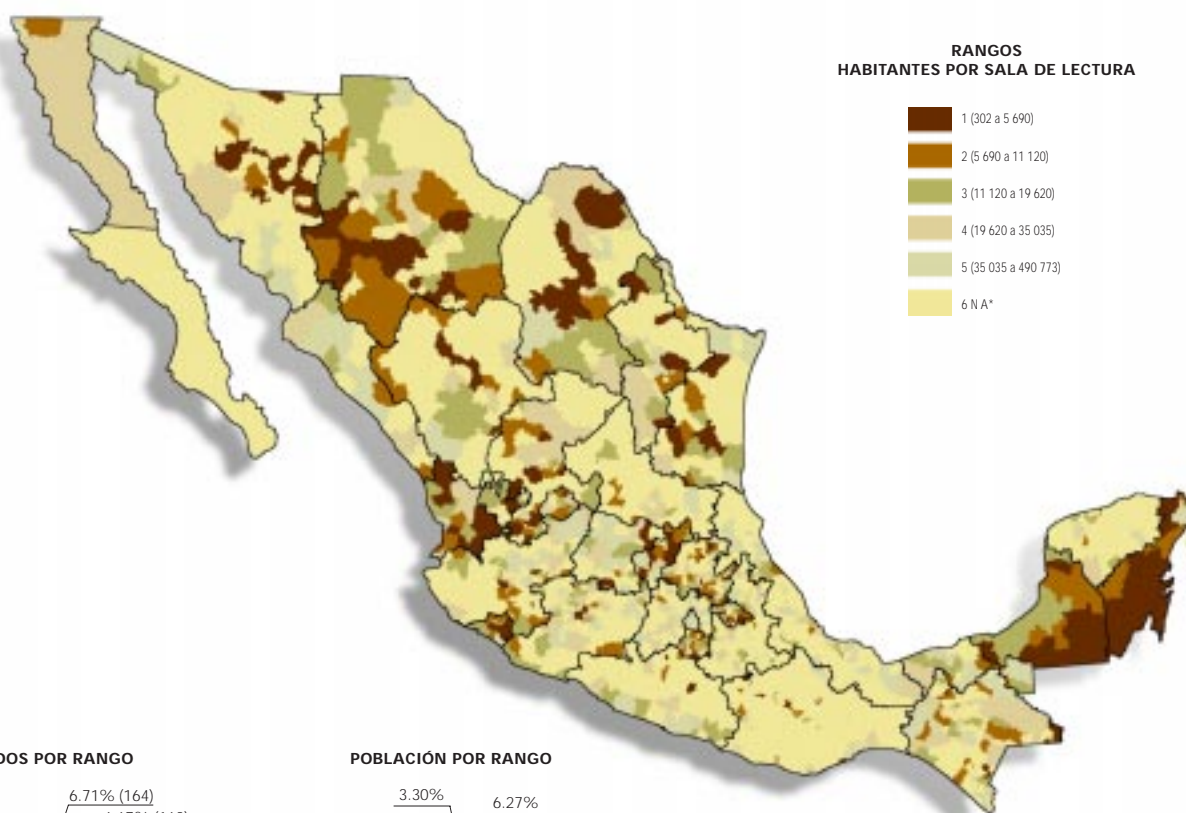 RANGOS
HABITANTES POR SALA DE LECTURA
1 (302 a 5 690)
2 (5 690 a 11 120)
3 (11 120 a 19 620)
4 (19 620 a 35 035)
5 (35 035 a 490 773)
6 N A*
DOS POR RANGO
6.71% (164)
POBLACIÓN POR RANGO
3.30%
6.27%